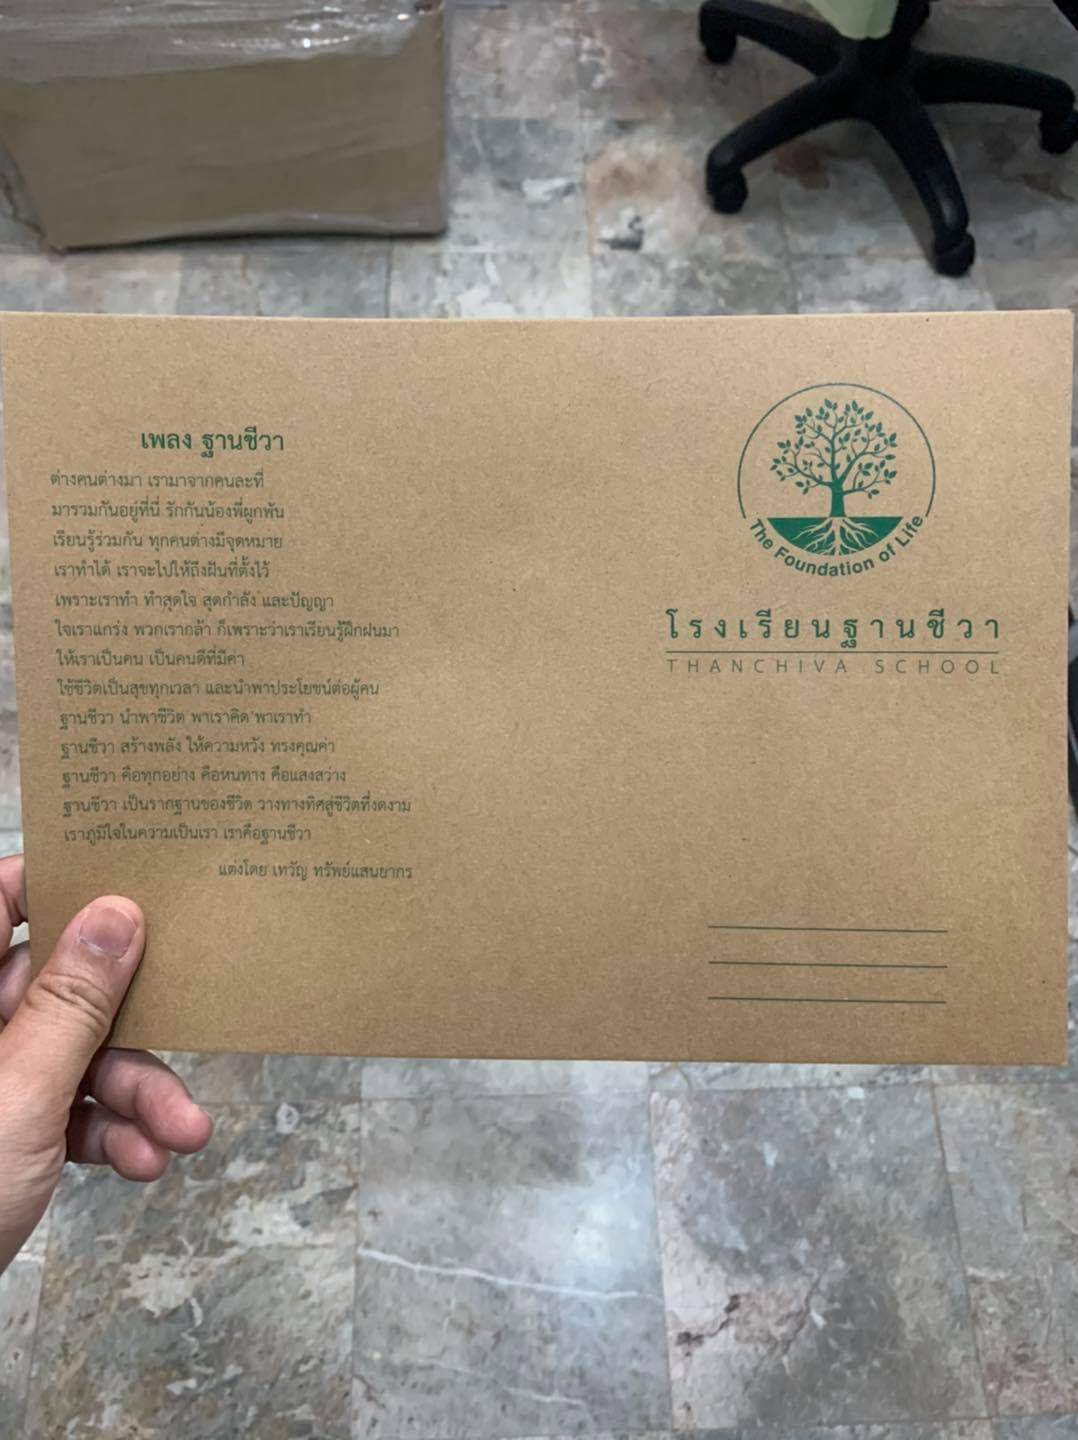 เพลง ฐานชีวา
ต่างคนต่างมา เรามาจากคนละที่
มารวมกันอยู่ที่นี่ รักกันน้องพี่ผูกพัน
เรียนรู้ร่วมกัน ทุกคนต่างมีจุดหมาย
เราทำได้ เราจะไปให้ถึงฝันที่ตั้งไว้
เพราะเราทำ ทำสุดใจ สุดกำลัง และปัญญา
ใจเราแกร่ง พวกเรากล้า ก็เพราะว่าเราเรียนรู้ฝึกฝนมา
ให้เราเป็นคน เป็นคนดีที่มีค่า
ใช้ชีวิตเป็นสุขทุกเวลา และนำพาประโยชน์ต่อผู้คน
ฐานชีวา นำพาชีวิต พาเราคิด พาเราทำ
ฐานชีวา สร้างพลัง ให้ความหวัง ทรงคุณค่า
ฐานชีวา คือทุกอย่าง คือหนทาง คือแสงสว่าง
ฐานชีวา เป็นรากฐานของชีวิต วางทางทิศสู่ชีวิตที่งดงาม
เราภูมิใจในความเป็นเรา เราคือฐานชีวา
แต่งโดย เทวัญ ทรัพย์แสนยากร
The Foundation of Life
โรงเรียนฐานชีวา
THANCHIVA SCHOOL